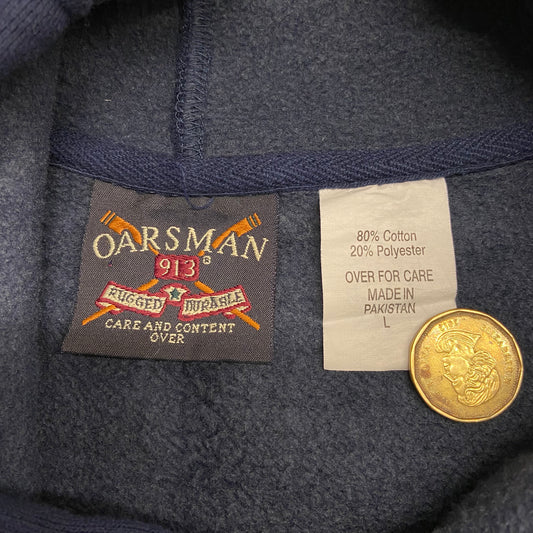 OARSMAN
913
RUGGED DURABLE
CARE AND CONTENT
OVER
80% Cotton
20% Polyester
OVER FOR CARE
MADE IN
PAKISTAN
L